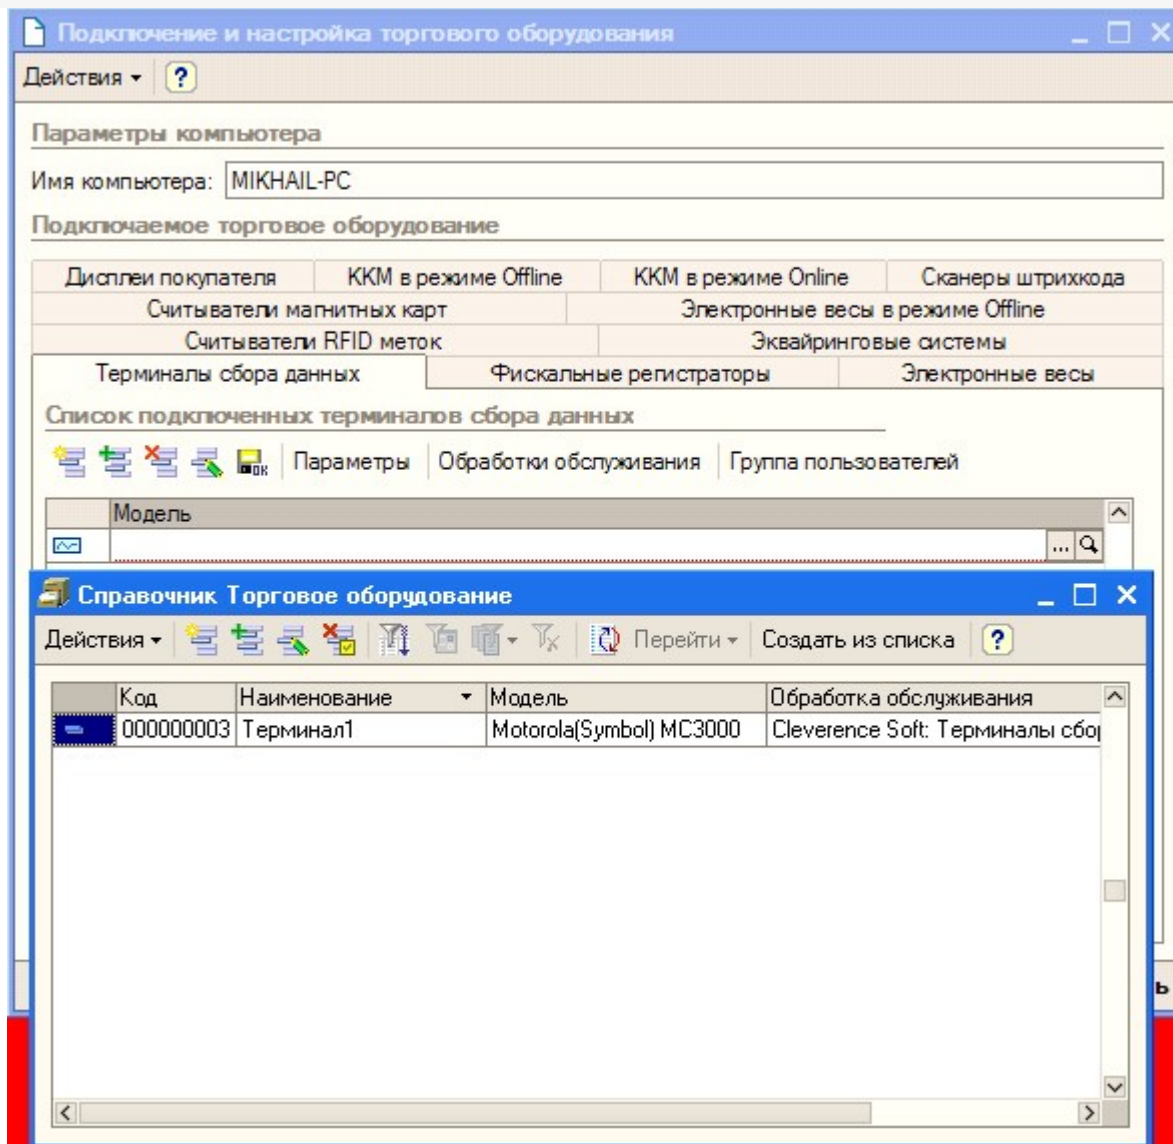 Подключение и настройка торгового оборудования
Действия
Параметры компьютера
Имя компьютера: MIKHAIL-PC
Подключаемое торговое оборудование
Дисплеи покупателя ККМ в режиме Offline ККМ в режиме Online Сканеры штрихкода
Считыватели магнитных карт Электронные весы в режиме Offline
Считыватели RFID меток Эквайринговые системы
Терминалы сбора данных Фискальные регистраторы Электронные весы
Список подключенных терминалов сбора данных
OK Параметры Обработки обслуживания Группа пользователей
Модель
...
Справочник Торговое оборудование
Действия Перейти Создать из списка ?
Код Наименование Модель Обработка обслуживания
000000003 Терминал1 Motorola(Symbol) MC3000 Cleverence Soft: Терминалы сбор
ь